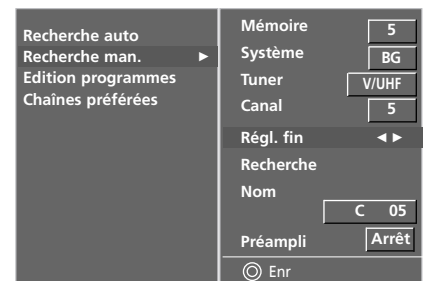 Recherche auto
Recherche man. ►
Edition programmes
Chaînes préférées
Mémoire 5
Système BG
Tuner V/UHF
Canal 5
Régl. fin ◄ ►
Recherche
Nom
C 05
Préampli Arrêt
Enr